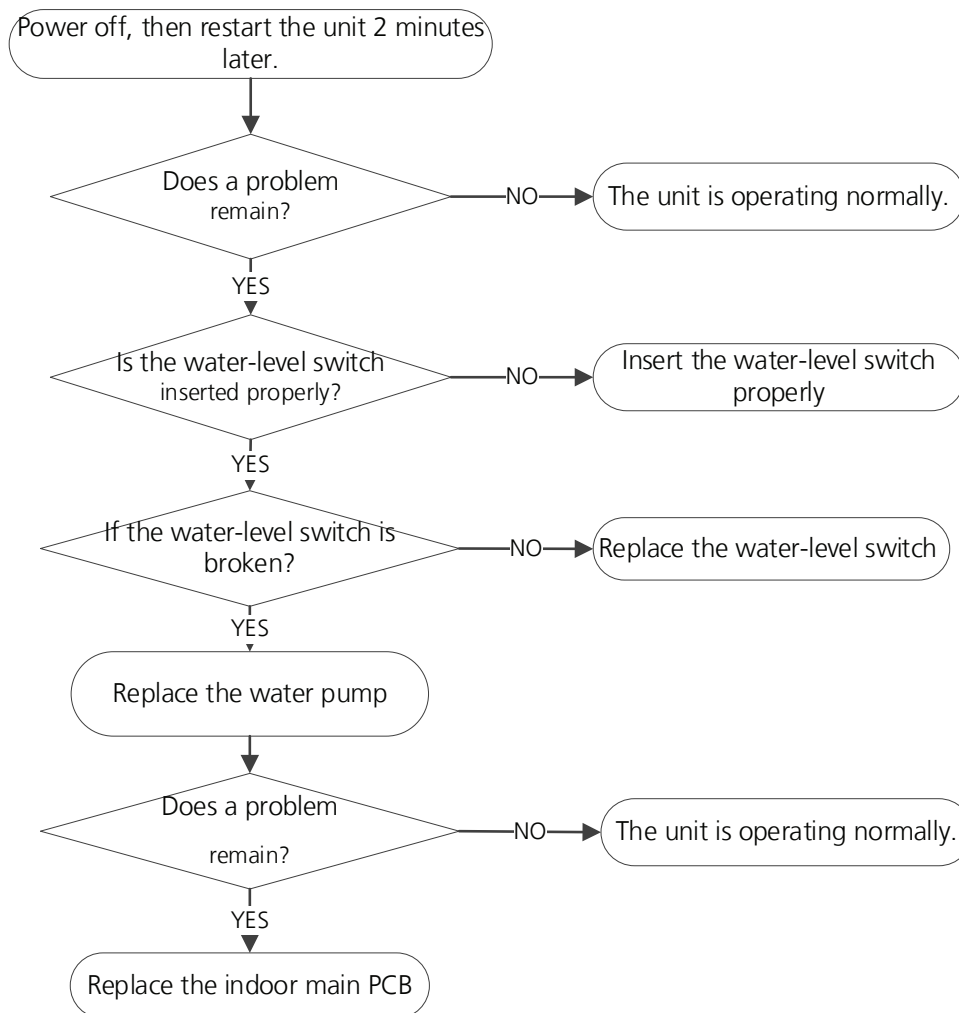 Power off, then restart the unit 2 minutes
later.
Does a problem
remain?
NO
The unit is operating normally.
YES
Is the water-level switch
inserted properly?
NO
Insert the water-level switch
properly
YES
If the water-level switch is
broken?
NO
Replace the water-level switch
YES
Replace the water pump
Does a problem
remain?
NO
The unit is operating normally.
YES
Replace the indoor main PCB